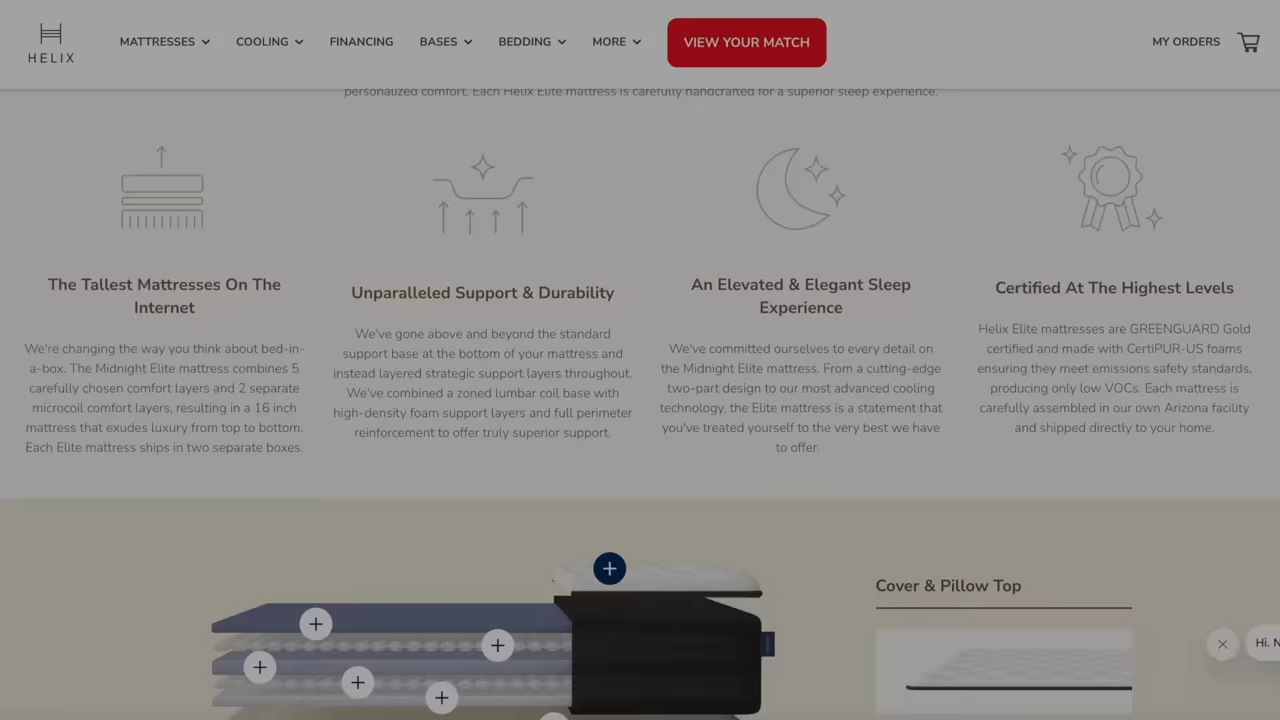 HELIX
MATTRESSES
COOLING
FINANCING
BASES
BEDDING
MORE
VIEW YOUR MATCH
MY ORDERS
personalized comfort. Each Helix Elite mattress is carefully handcrafted for a superior sleep experience.
The Tallest Mattresses On The
Internet
We're changing the way you think about bed-in-
a-box. The Midnight Elite mattress combines 5
carefully chosen comfort layers and 2 separate
microcoil comfort layers, resulting in a 16 inch
mattress that exudes luxury from top to bottom.
Each Elite mattress ships in two separate boxes.
Unparalleled Support & Durability
We've gone above and beyond the standard
support base at the bottom of your mattress and
instead layered strategic support layers throughout.
We've combined a zoned lumbar coil base with
high-density foam support layers and full perimeter
reinforcement to offer truly superior support.
An Elevated & Elegant Sleep
Experience
We've committed ourselves to every detail on
the Midnight Elite mattress. From a cutting-edge
two-part design to our most advanced cooling
technology, the Elite mattress is a statement that
you've treated yourself to the very best we have
to offer.
Certified At The Highest Levels
Helix Elite mattresses are GREENGUARD Gold
certified and made with CertiPUR-US foams
ensuring they meet emissions safety standards,
producing only low VOCs. Each mattress is
carefully assembled in our own Arizona facility
and shipped directly to your home.
Cover & Pillow Top
Hi. N